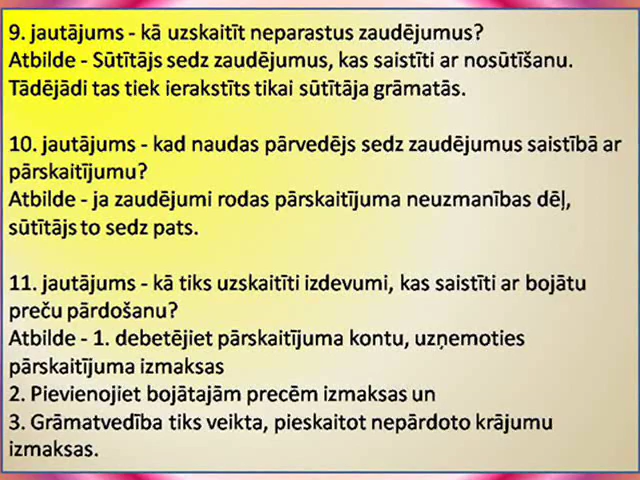 9. jautājums - kā uzskaitīt neparastus zaudējumus?
Atbilde - Sūtītājs sedz zaudējumus, kas saistīti ar nosūtīšanu.
Tādējādi tas tiek ierakstīts tikai sūtītāja grāmatās.
10. jautājums - kad naudas pārvedējs sedz zaudējumus saistībā ar
pārskaitījumu?
Atbilde - ja zaudējumi rodas pārskaitījuma neuzmanības dēļ,
sūtītājs to sedz pats.
11. jautājums - kā tiks uzskaitīti izdevumi, kas saistīti ar bojātu
preču pārdošanu?
Atbilde - 1. debetējiet pārskaitījuma kontu, uzņemoties
pārskaitījuma izmaksas
2. Pievienojiet bojātajām precēm izmaksas un
3. Grāmatvedība tiks veikta, pieskaitot nepārdoto krājumu
izmaksas.